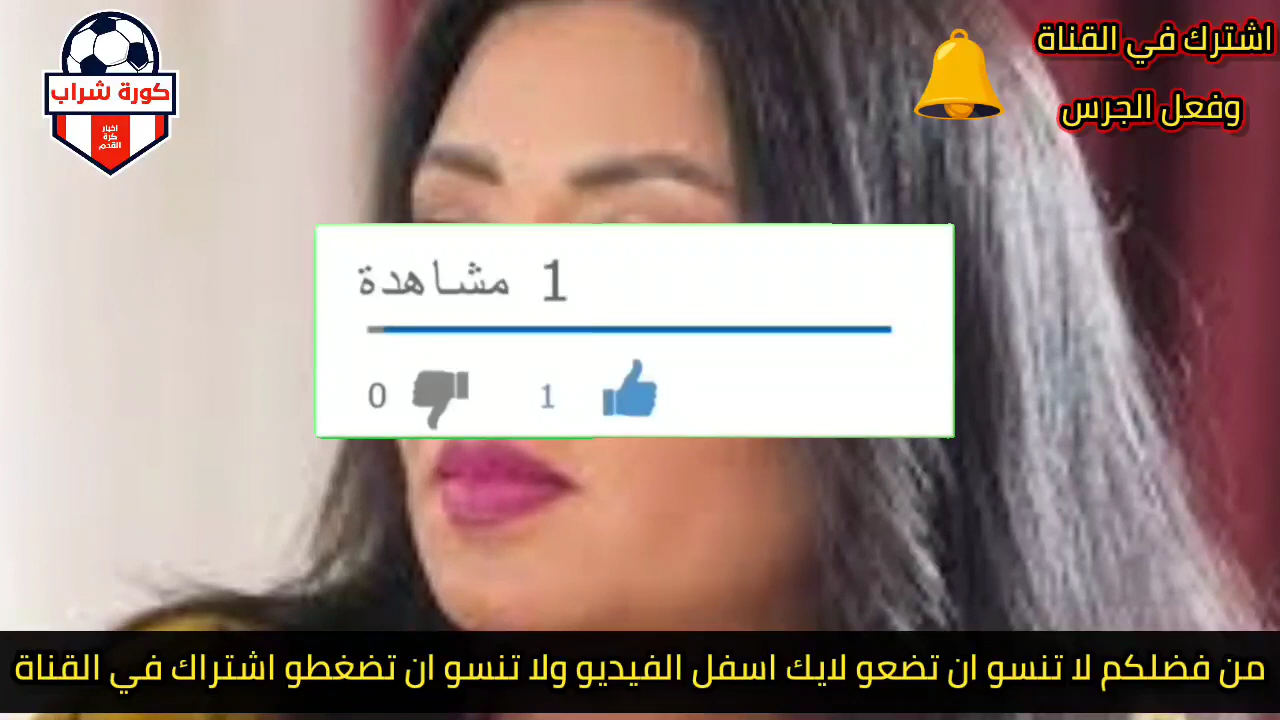 كورة شراب
اخبار
كرة
القدم
اشترك في القناة
وفعل الجرس
1 مشاهدة
0 1
من فضلكم لا تنسو ان تضعو لايك اسفل الفيديو ولا تنسو ان تضغطو اشتراك في القناة